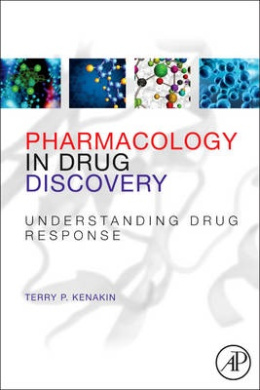 PHARMACOLOGY
IN DRUG
DISCOVERY
UNDERSTANDING DRUG
RESPONSE
TERRY P. KENAKIN
AP